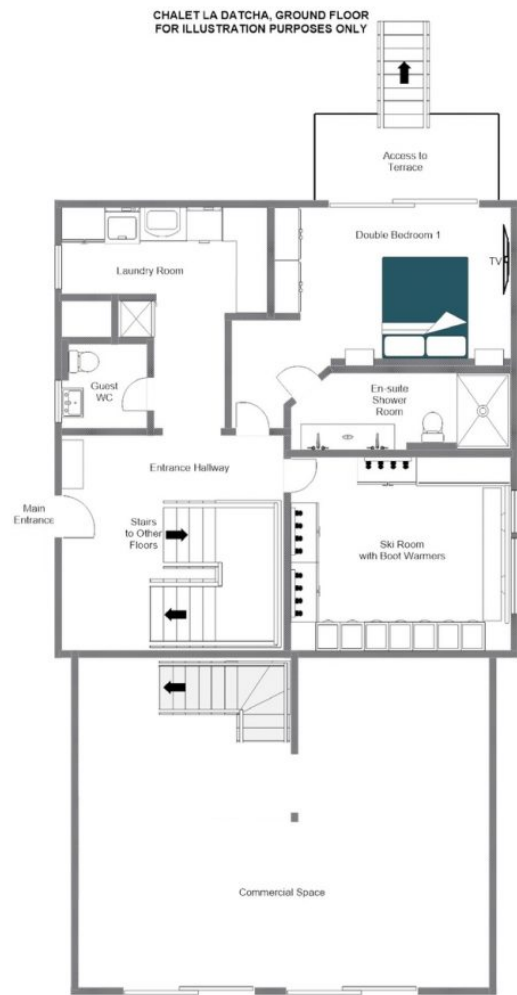 CHALET LA DATCHA, GROUND FLOOR
FOR ILLUSTRATION PURPOSES ONLY
Access to
Terrace
Double Bedroom 1
TV
Laundry Room
Guest
WC
En-suite
Shower
Room
Entrance Hallway
Main
Entrance
Stairs
to Other
Floors
Ski Room
with Boot Warmers
Commercial Space